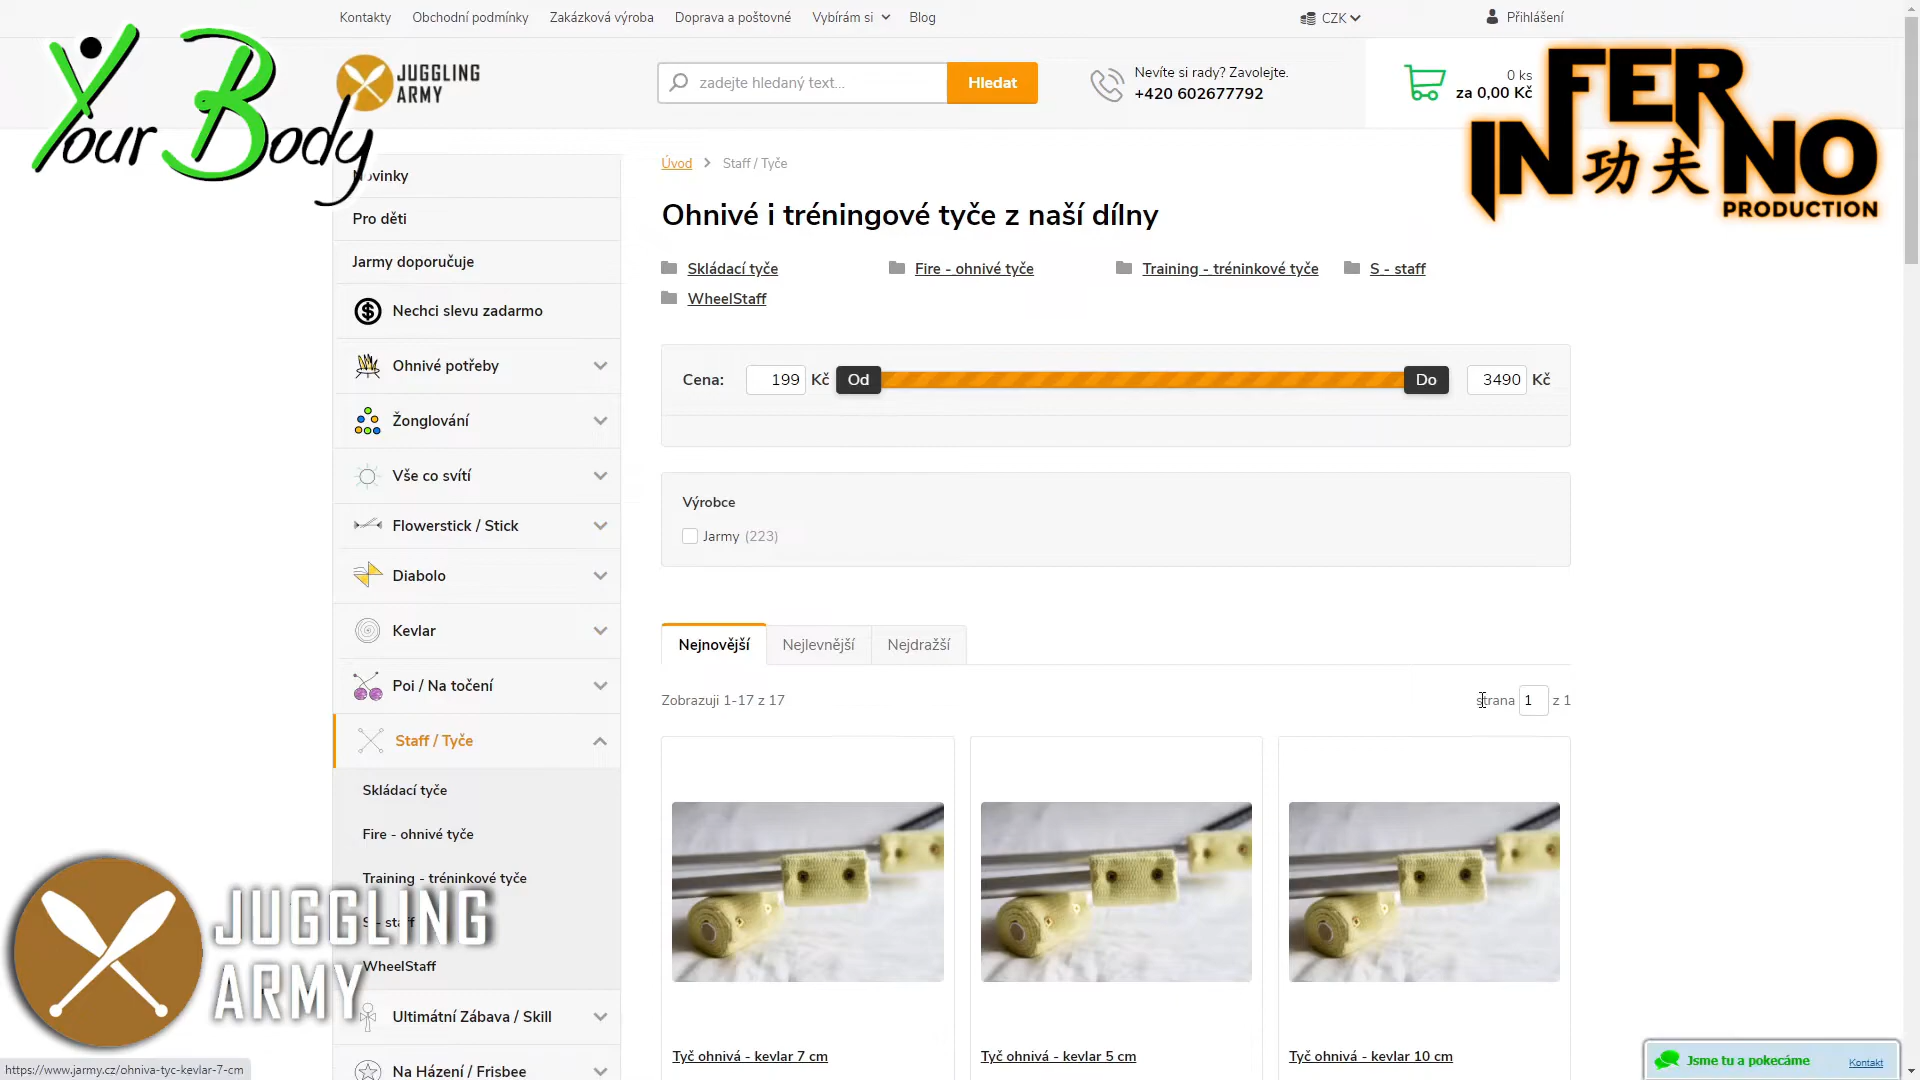 Kontakty Obchodní podmínky Zakázková výroba Doprava a poštovné Vybírám si Blog CZK Přihlášení
Your Body
JUGGLING
ARMY
zadejte hledaný text...
Hledat
Nevíte si rady? Zavolejte.
+420 602677792
0 ks
za 0,00 Kč
INFERNO
功夫
PRODUCTION
Novinky
Pro děti
Jarmy doporučuje
Nechci slevu zadarmo
Ohnivé potřeby
Žonglování
Vše co svítí
Flowerstick / Stick
Diabolo
Kevlar
Poi / Na točení
Staff / Tyče
Skládací tyče
Fire - ohnivé tyče
Training - tréninkové tyče
S - staff
WheelStaff
Ultimátní Zábava / Skill
Na Házení / Frisbee
JUGGLING
ARMY
Úvod Staff / Tyče
Ohnivé i tréningové tyče z naší dílny
Skládací tyče Fire - ohnivé tyče Training - tréninkové tyče S - staff
WheelStaff
Cena: 199 Kč Od Do 3490 Kč
Výrobce
Jarmy (223)
Nejnovější Nejlevnější Nejdražší
Zobrazuji 1-17 z 17 strana 1 z 1
Tyč ohnivá - kevlar 7 cm Tyč ohnivá - kevlar 5 cm Tyč ohnivá - kevlar 10 cm
https://www.jarmy.cz/ohniva-tyc-kevlar-7-cm
Jsme tu a pokecáme Kontakt